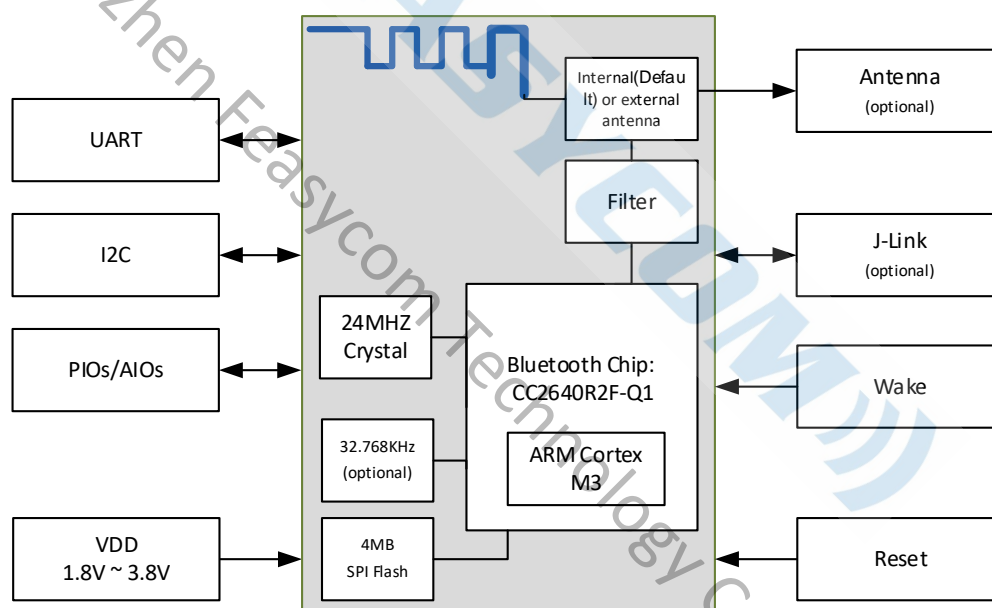 UART
I2C
PIOs/AIOs
VDD
1.8V ~ 3.8V
Internal(Defau
lt) or external
antenna
Filter
24MHZ
Crystal
32.768KHz
(optional)
4MB
SPI Flash
Bluetooth Chip:
CC2640R2F-Q1
ARM Cortex
M3
Antenna
(optional)
J-Link
(optional)
Wake
Reset
zhen Feasycom Technology C
ASYCOM